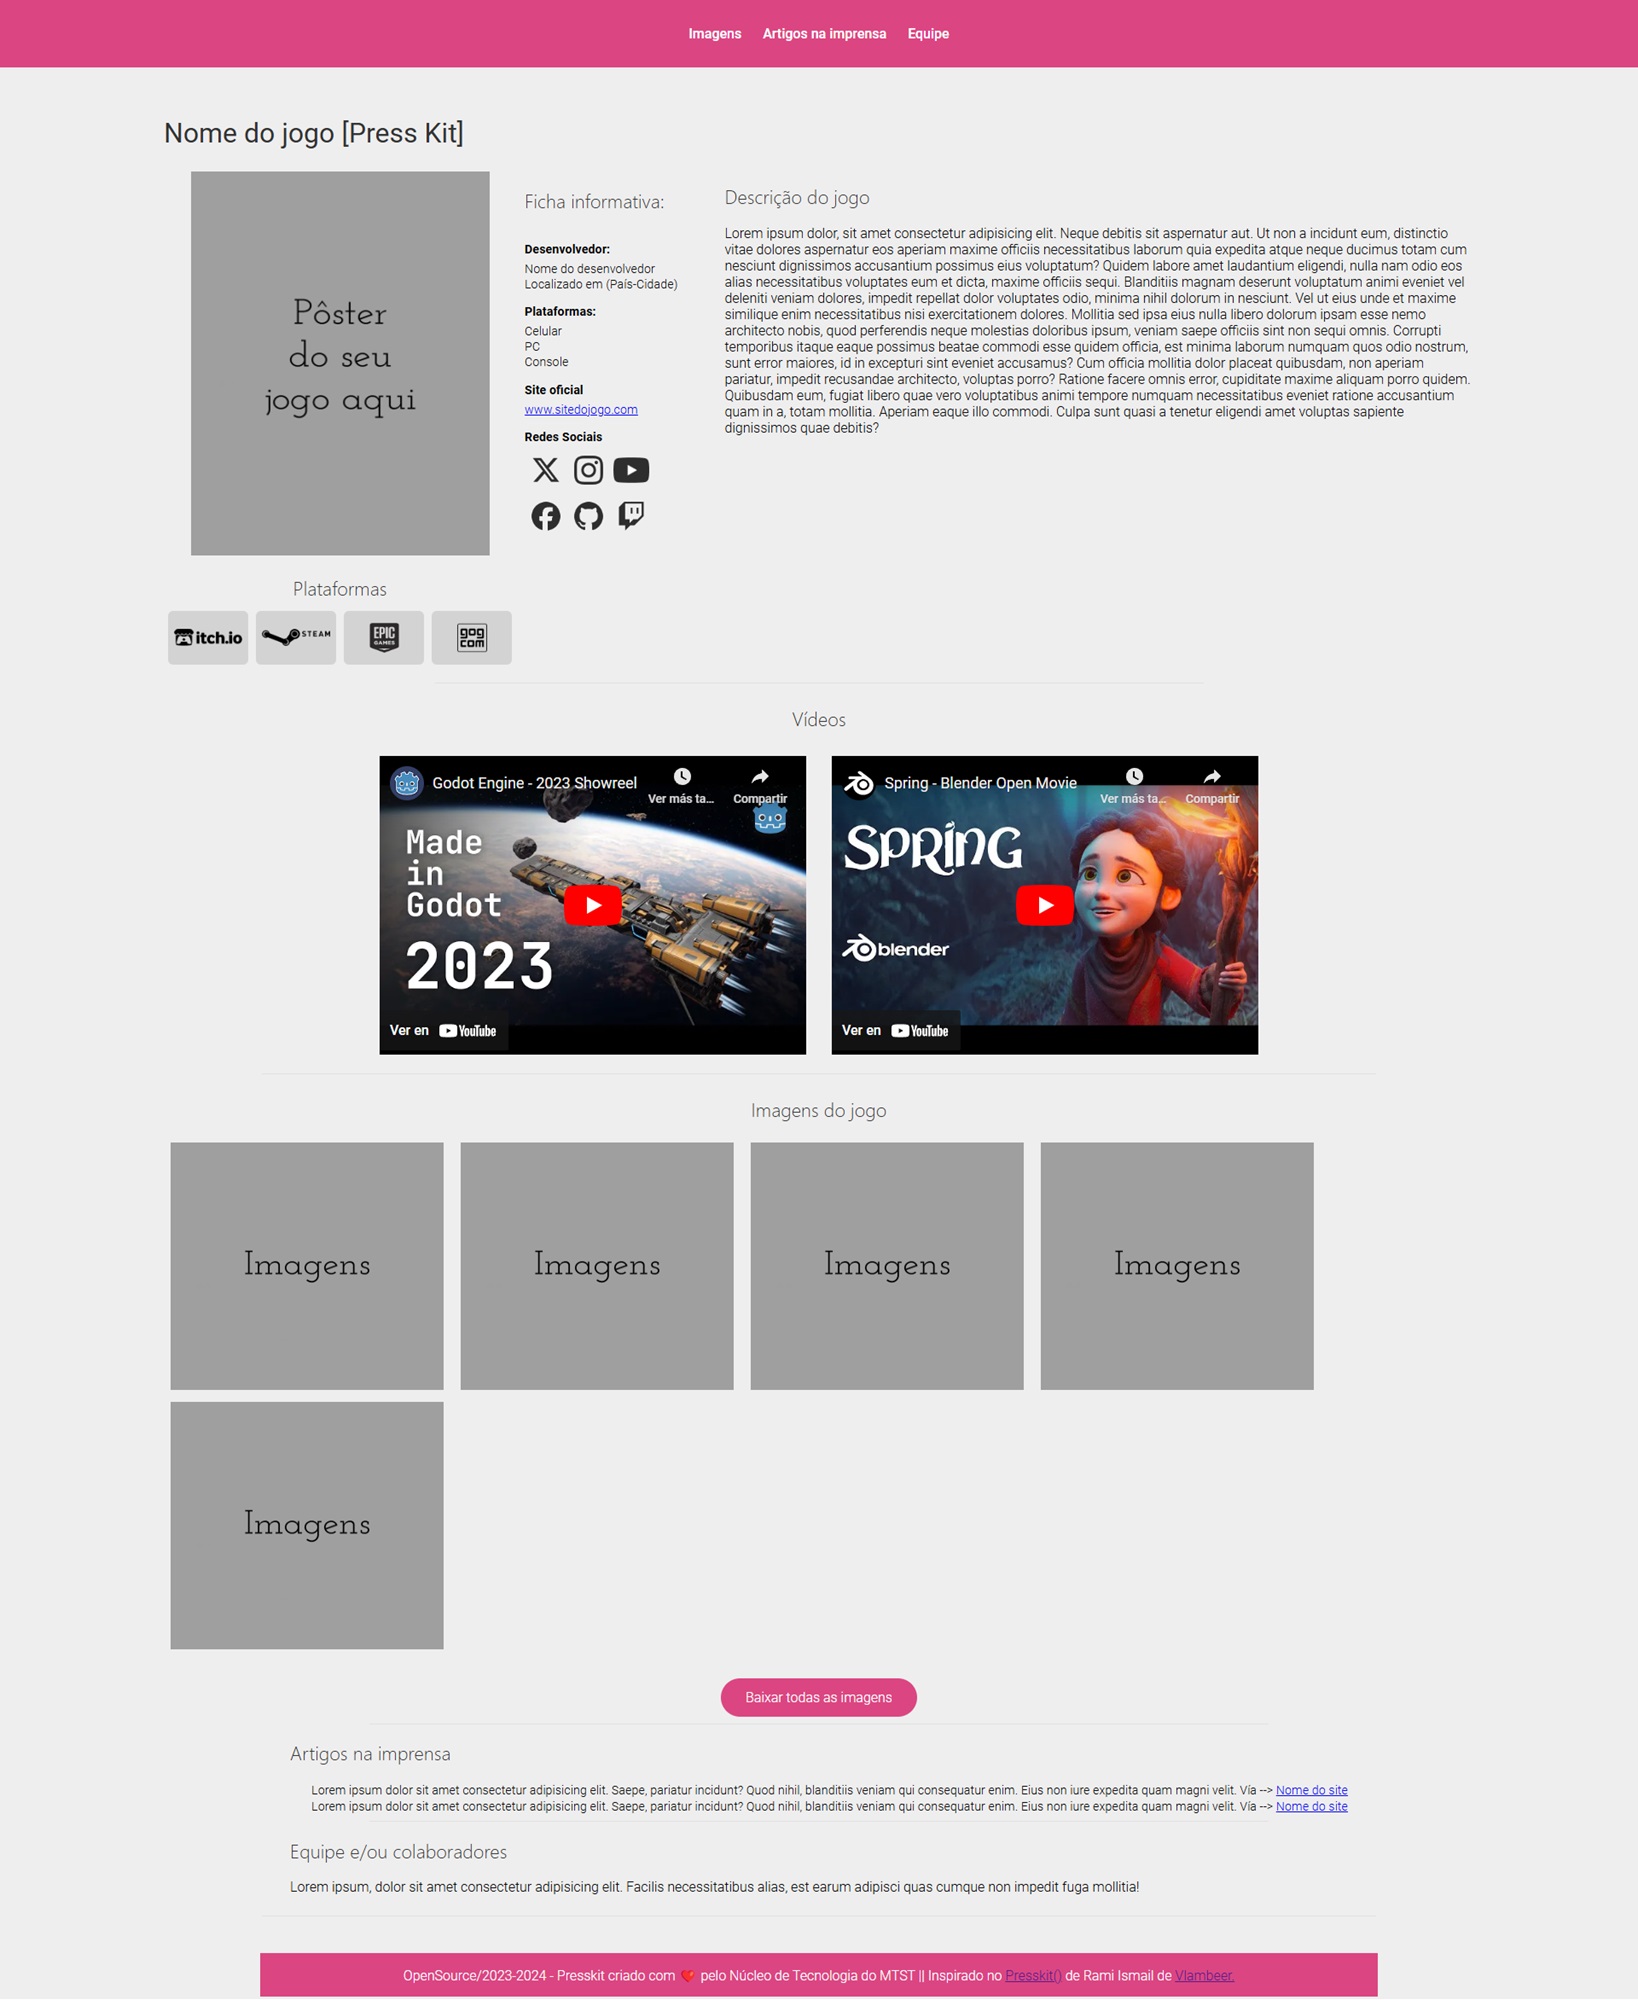 Imagens Artigos na imprensa Equipe
Nome do jogo [Press Kit]
Pôster
do seu
jogo aqui
Plataformas
itch.io STEAM EPIC GAMES gog com
Ficha informativa:
Desenvolvedor:
Nome do desenvolvedor
Localizado em (País-Cidade)
Plataformas:
Celular
PC
Console
Site oficial
www.sitedojogo.com
Redes Sociais
Descrição do jogo
Lorem ipsum dolor, sit amet consectetur adipisicing elit. Neque debitis sit aspernatur aut. Ut non a incidunt eum, distinctio
vitae dolores aspernatur eos aperiam maxime officiis necessitatibus laborum quia expedita atque neque ducimus totam cum
nesciunt dignissimos accusantium possimus eius voluptatum? Quidem labore amet laudantium eligendi, nulla nam odio eos
alias necessitatibus voluptates eum et dicta, maxime officiis sequi. Blanditiis magnam deserunt voluptatum animi eveniet vel
deleniti veniam dolores, impedit repellat dolor voluptates odio, minima nihil dolorum in nesciunt. Vel ut eius unde et maxime
similique enim necessitatibus nisi exercitationem dolores. Mollitia sed ipsa eius nulla libero dolorum ipsam esse nemo
architecto nobis, quod perferendis neque molestias doloribus ipsum, veniam saepe officiis sint non sequi omnis. Corrupti
temporibus itaque eaque possimus beatae commodi esse quidem officia, est minima laborum numquam quos odio nostrum,
sunt error maiores, id in excepturi sint eveniet accusamus? Cum officia mollitia dolor placeat quibusdam, non aperiam
pariatur, impedit recusandae architecto, voluptas porro? Ratione facere omnis error, cupiditate maxime aliquam porro quidem.
Quibusdam eum, fugiat libero quae vero voluptatibus animi tempore numquam necessitatibus eveniet ratione accusantium
quam in a, totam mollitia. Aperiam eaque illo commodi. Culpa sunt quasi a tenetur eligendi amet voluptas sapiente
dignissimos quae debitis?
Vídeos
Godot Engine - 2023 Showreel
Ver más ta... Compartir
Made
in
Godot
2023
Ver en YouTube
Spring - Blender Open Movie
Ver más ta... Compartir
SPRING
blender
Ver en YouTube
Imagens do jogo
Imagens Imagens Imagens Imagens
Imagens
Baixar todas as imagens
Artigos na imprensa
Lorem ipsum dolor sit amet consectetur adipisicing elit. Saepe, pariatur incidunt? Quod nihil, blanditiis veniam qui consequatur enim. Eius non iure expedita quam magni velit. Vía --> Nome do site
Lorem ipsum dolor sit amet consectetur adipisicing elit. Saepe, pariatur incidunt? Quod nihil, blanditiis veniam qui consequatur enim. Eius non iure expedita quam magni velit. Vía --> Nome do site
Equipe e/ou colaboradores
Lorem ipsum, dolor sit amet consectetur adipisicing elit. Facilis necessitatibus alias, est earum adipisci quas cumque non impedit fuga mollitia!
OpenSource/2023-2024 - Presskit criado com ❤️ pelo Núcleo de Tecnologia do MTST || Inspirado no Presskit() de Rami Ismail de Vlambeer.